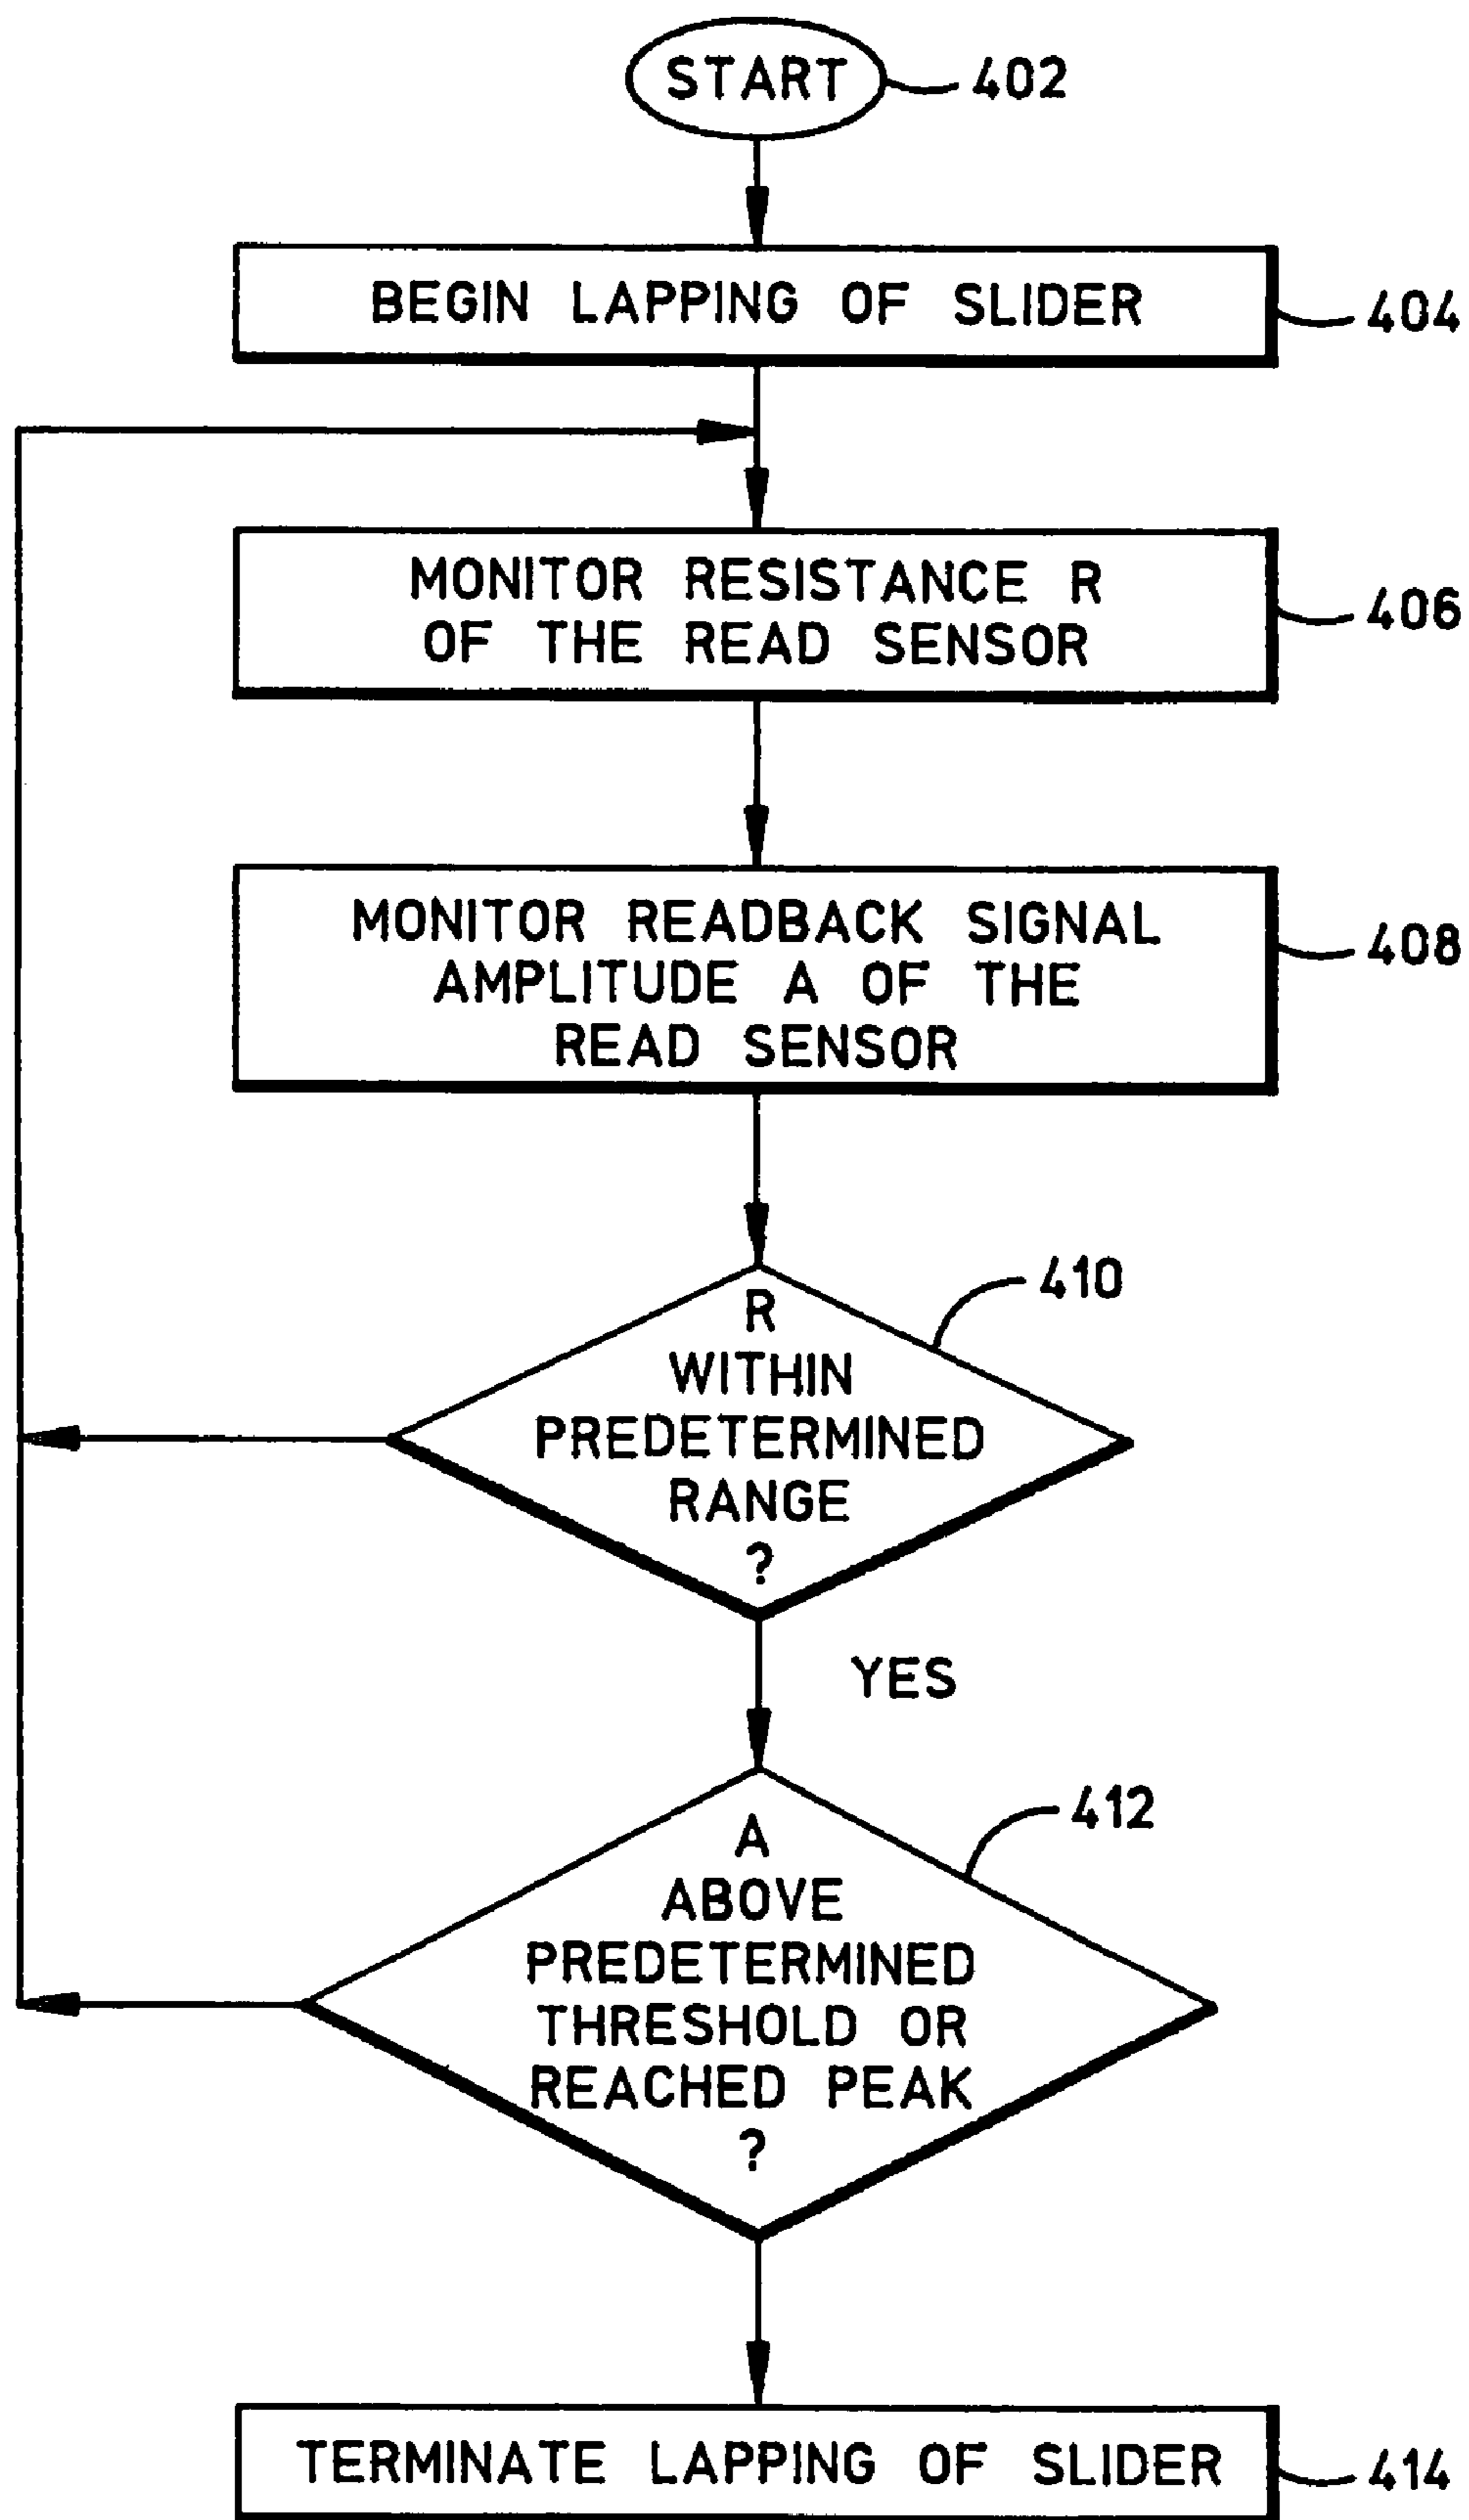 START
402
BEGIN LAPPING OF SLIDER
404
MONITOR RESISTANCE R
OF THE READ SENSOR
406
MONITOR READBACK SIGNAL
AMPLITUDE A OF THE
READ SENSOR
408
410
R
WITHIN
PREDETERMINED
RANGE
?
YES
412
A
ABOVE
PREDETERMINED
THRESHOLD OR
REACHED PEAK
?
TERMINATE LAPPING OF SLIDER
414